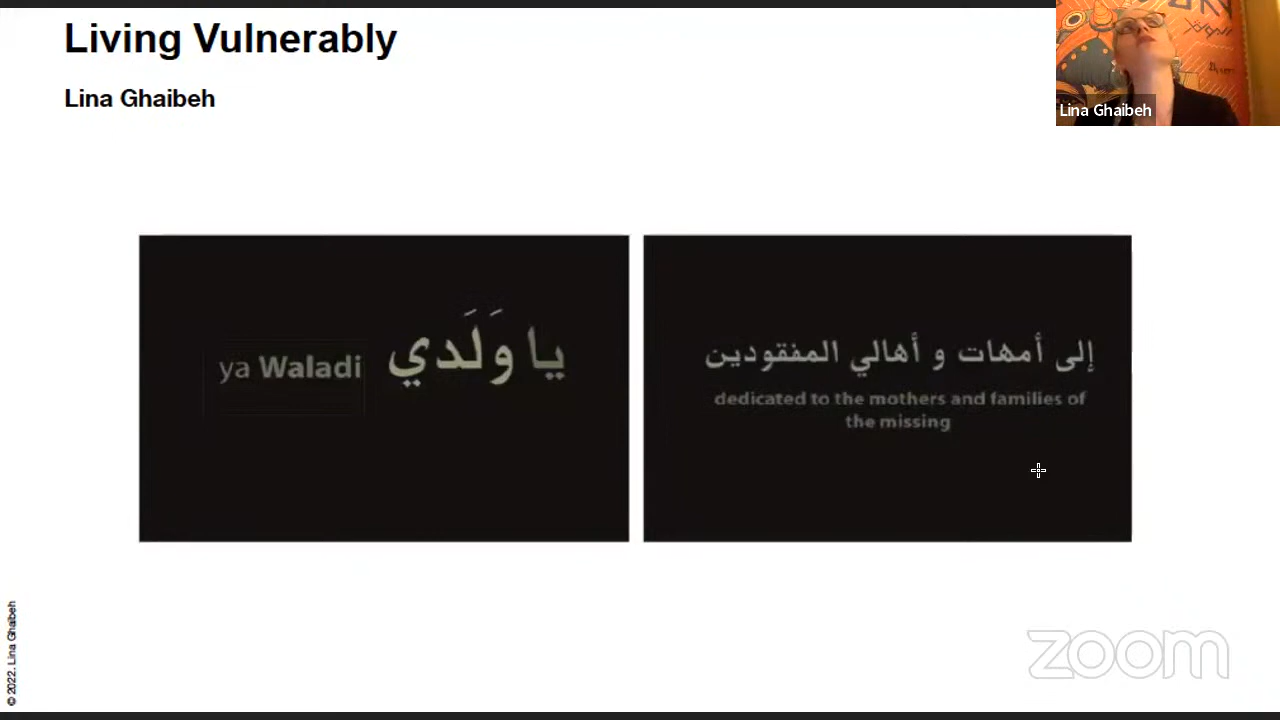 Living Vulnerably
Lina Ghaibeh
Lina Ghaibeh
ya Waladi يا وَلَدي
إلى أمهات و أهالي المفقودين
dedicated to the mothers and families of
the missing
© 2022. Lina Ghaibeh
zoom